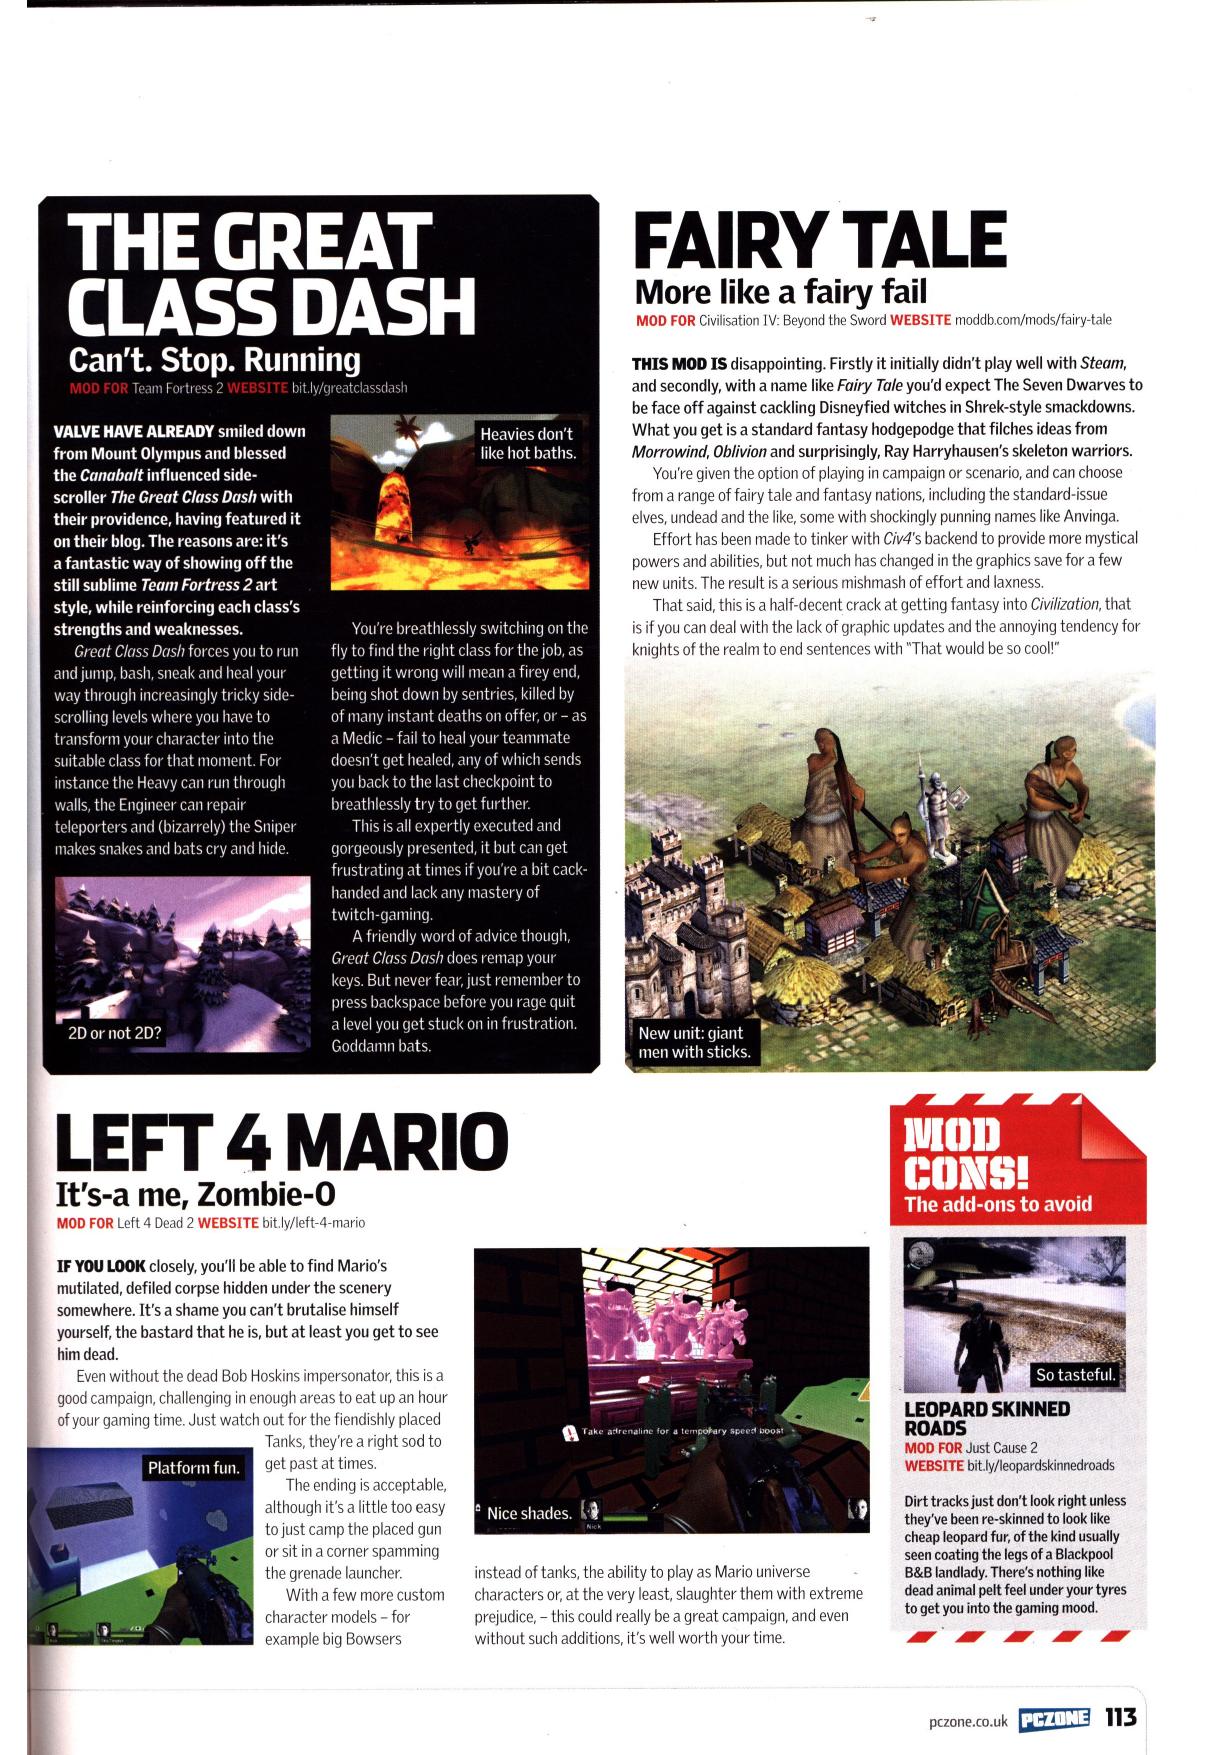 THE GREAT
CLASS DASH
Can't. Stop. Running
MOD FOR Team Fortress 2 WEBSITE bit.ly/greatclassdash
VALVE HAVE ALREADY smiled down
from Mount Olympus and blessed
the Canabalt influenced side-
scroller The Great Class Dash with
their providence, having featured it
on their blog. The reasons are: it's
a fantastic way of showing off the
still sublime Team Fortress 2 art
style, while reinforcing each class's
strengths and weaknesses.
Great Class Dash forces you to run
and jump, bash, sneak and heal your
way through increasingly tricky side-
scrolling levels where you have to
transform your character into the
suitable class for that moment. For
instance the Heavy can run through
walls, the Engineer can repair
teleporters and (bizarrely) the Sniper
makes snakes and bats cry and hide.
2D or not 2D?
Heavies don't
like hot baths.
You're breathlessly switching on the
fly to find the right class for the job, as
getting it wrong will mean a firey end,
being shot down by sentries, killed by
of many instant deaths on offer, or – as
a Medic – fail to heal your teammate
doesn't get healed, any of which sends
you back to the last checkpoint to
breathlessly try to get further.
This is all expertly executed and
gorgeously presented, it but can get
frustrating at times if you're a bit cack-
handed and lack any mastery of
twitch-gaming.
A friendly word of advice though,
Great Class Dash does remap your
keys. But never fear, just remember to
press backspace before you rage quit
a level you get stuck on in frustration.
Goddamn bats.
FAIRY TALE
More like a fairy fail
MOD FOR Civilisation IV: Beyond the Sword WEBSITE moddb.com/mods/fairy-tale
THIS MOD IS disappointing. Firstly it initially didn't play well with Steam,
and secondly, with a name like Fairy Tale you'd expect The Seven Dwarves to
be face off against cackling Disneyfied witches in Shrek-style smackdowns.
What you get is a standard fantasy hodgepodge that filches ideas from
Morrowind, Oblivion and surprisingly, Ray Harryhausen's skeleton warriors.
You're given the option of playing in campaign or scenario, and can choose
from a range of fairy tale and fantasy nations, including the standard-issue
elves, undead and the like, some with shockingly punning names like Anvinga.
Effort has been made to tinker with Civ4's backend to provide more mystical
powers and abilities, but not much has changed in the graphics save for a few
new units. The result is a serious mishmash of effort and laxness.
That said, this is a half-decent crack at getting fantasy into Civilization, that
is if you can deal with the lack of graphic updates and the annoying tendency for
knights of the realm to end sentences with "That would be so cool!"
New unit: giant
men with sticks.
LEFT 4 MARIO
It's-a me, Zombie-O
MOD FOR Left 4 Dead 2 WEBSITE bit.ly/left-4-mario
IF YOU LOOK closely, you'll be able to find Mario's
mutilated, defiled corpse hidden under the scenery
somewhere. It's a shame you can't brutalise himself
yourself, the bastard that he is, but at least you get to see
him dead.
Even without the dead Bob Hoskins impersonator, this is a
good campaign, challenging in enough areas to eat up an hour
of your gaming time. Just watch out for the fiendishly placed
Tanks, they're a right sod to
get past at times.
The ending is acceptable,
although it's a little too easy
to just camp the placed gun
or sit in a corner spamming
the grenade launcher.
With a few more custom
character models – for
example big Bowsers
Platform fun.
Take adrenaline for a temporary speed boost
Nice shades.
Nick
instead of tanks, the ability to play as Mario universe
characters or, at the very least, slaughter them with extreme
prejudice, – this could really be a great campaign, and even
without such additions, it's well worth your time.
MOD
CONS!
The add-ons to avoid
So tasteful.
LEOPARD SKINNED
ROADS
MOD FOR Just Cause 2
WEBSITE bit.ly/leopardskinnedroads
Dirt tracks just don't look right unless
they've been re-skinned to look like
cheap leopard fur, of the kind usually
seen coating the legs of a Blackpool
B&B landlady. There's nothing like
dead animal pelt feel under your tyres
to get you into the gaming mood.
pczone.co.uk PCZONE 113